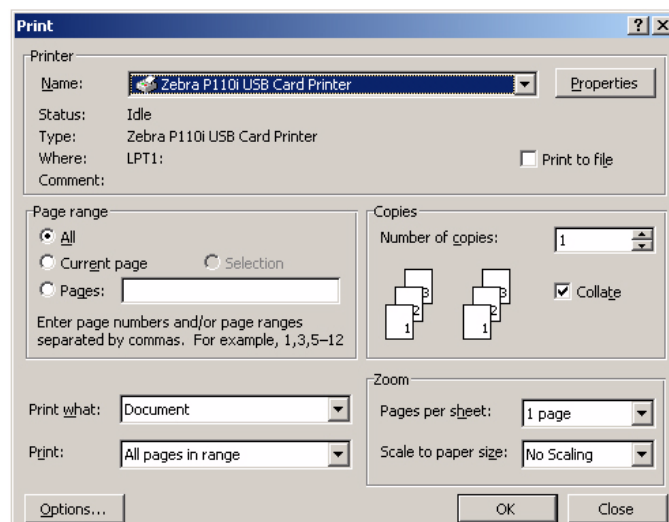 Print
Printer
Name: Zebra P110i USB Card Printer Properties
Status: Idle
Type: Zebra P110i USB Card Printer
Where: LPT1: Print to file
Comment:
Page range
All
Current page Selection
Pages:
Enter page numbers and/or page ranges
separated by commas. For example, 1,3,5–12
Copies
Number of copies: 1
1 2 3 1 2 3 Collate
Print what: Document
Print: All pages in range
Zoom
Pages per sheet: 1 page
Scale to paper size: No Scaling
Options... OK Close